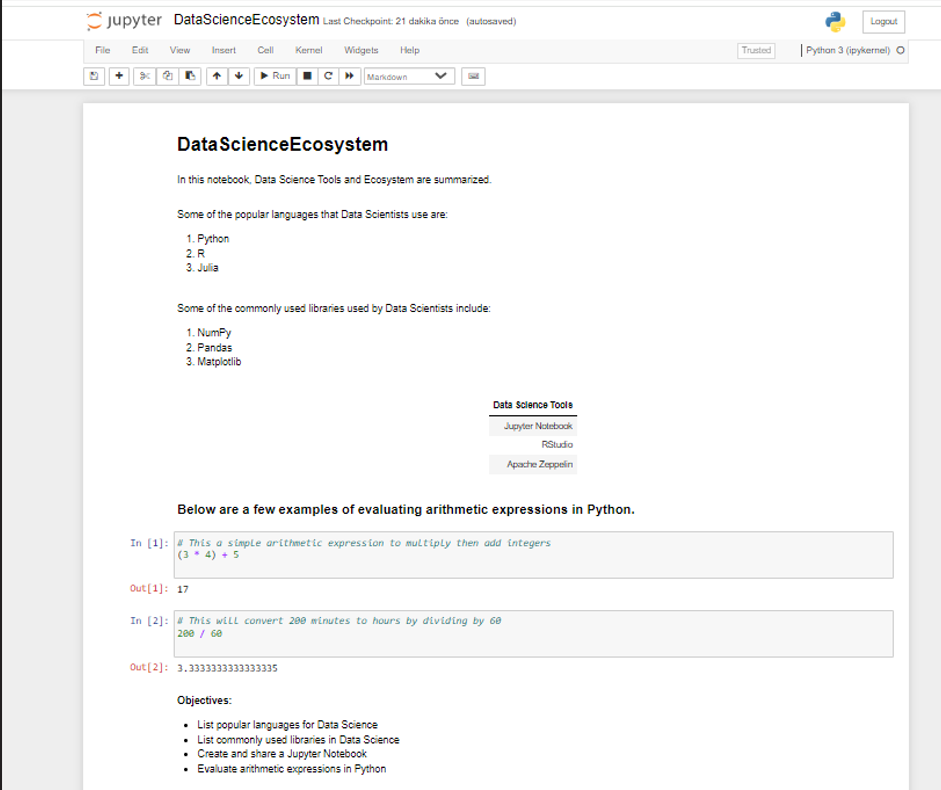 jupyter DataScienceEcosystem Last Checkpoint: 21 dakika önce (autosaved)
Logout
File Edit View Insert Cell Kernel Widgets Help
Trusted
Python 3 (ipykernel)
Run
Markdown
DataScienceEcosystem
In this notebook, Data Science Tools and Ecosystem are summarized.
Some of the popular languages that Data Scientists use are:
1. Python
2. R
3. Julia
Some of the commonly used libraries used by Data Scientists include:
1. NumPy
2. Pandas
3. Matplotlib
Data Science Tools
Jupyter Notebook
RStudio
Apache Zeppelin
Below are a few examples of evaluating arithmetic expressions in Python.
In [1]: # This a simple arithmetic expression to multiply then add integers
(3 * 4) + 5
Out[1]: 17
In [2]: # This will convert 200 minutes to hours by dividing by 60
200 / 60
Out[2]: 3.3333333333333335
Objectives:
• List popular languages for Data Science
• List commonly used libraries in Data Science
• Create and share a Jupyter Notebook
• Evaluate arithmetic expressions in Python